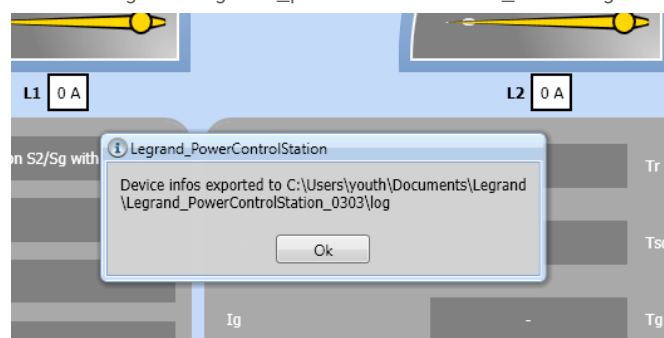 L1 0 A
L2 0 A
on S2/Sg with
Legrand_PowerControlStation
Device infos exported to C:\Users\youth\Documents\Legrand
\Legrand_PowerControlStation_0303\log
Ok
Tr
Ig
-
Tg